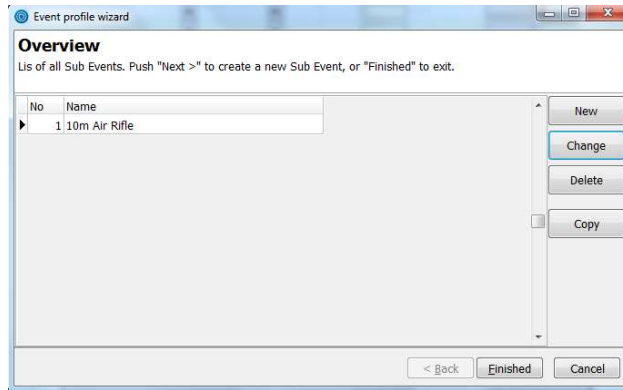 Event profile wizard
Overview
Lis of all Sub Events. Push "Next >" to create a new Sub Event, or "Finished" to exit.
No Name
1 10m Air Rifle
New
Change
Delete
Copy
< Back Finished Cancel